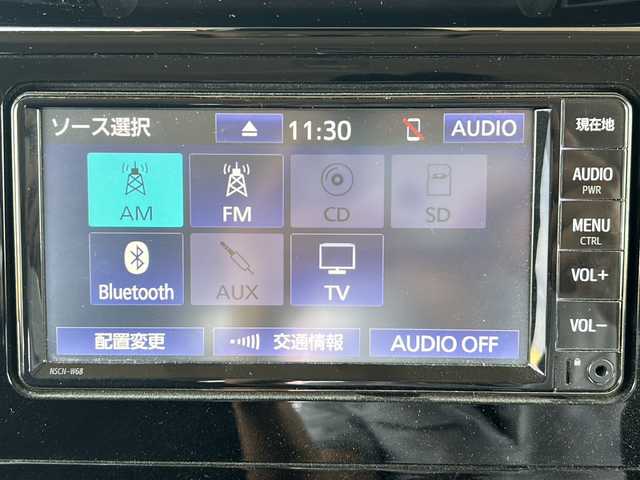 ソース選択 11:30 AUDIO
AM FM CD SD
Bluetooth AUX TV
配置変更 交通情報 AUDIO OFF
NSCN-W68
現在地
AUDIO
PWR
MENU
CTRL
VOL+
VOL−